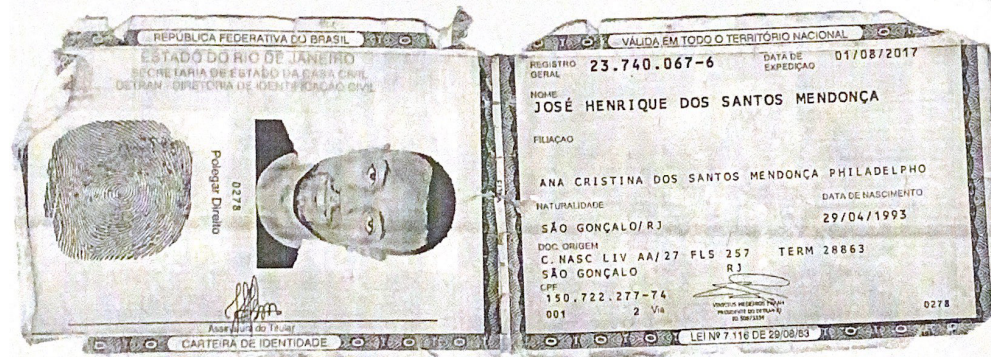 REPÚBLICA FEDERATIVA DO BRASIL
ESTADO DO RIO DE JANEIRO
SECRETARIA DE ESTADO DA CASA CIVIL
DETRAN - DIRETORIA DE IDENTIFICAÇÃO CIVIL
0278
Polegar Direito
Assinatura do Titular
CARTEIRA DE IDENTIDADE
VÁLIDA EM TODO O TERRITÓRIO NACIONAL
REGISTRO GERAL 23.740.067-6 DATA DE EXPEDIÇÃO 01/08/2017
NOME
JOSÉ HENRIQUE DOS SANTOS MENDONÇA
FILIAÇÃO
ANA CRISTINA DOS SANTOS MENDONÇA PHILADELPHO
NATURALIDADE DATA DE NASCIMENTO
SÃO GONÇALO/RJ 29/04/1993
DOC ORIGEM
C.NASC LIV AA/27 FLS 257 TERM 28863
SÃO GONÇALO RJ
CPF
150.722.277-74
001 2 Via
PRESIDENTE DO DETRAN RJ
0278
LEI Nº 7.116 DE 29/08/83